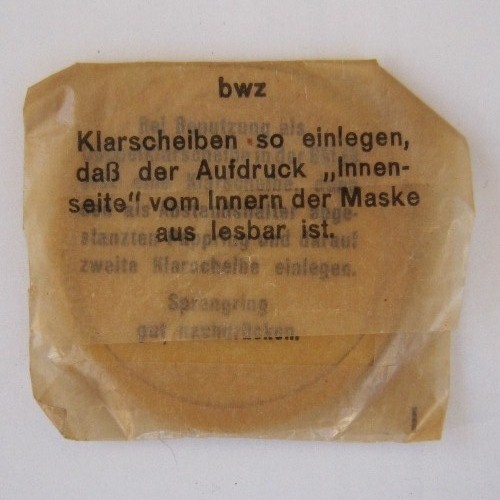 bwz
Klarscheiben so einlegen,
daß der Aufdruck „Innen-
seite" vom Innern der Maske
aus lesbar ist.
Bei Benutzung als
zweite Klarscheibe einlegen.
Sprengring
gut nachdrücken.